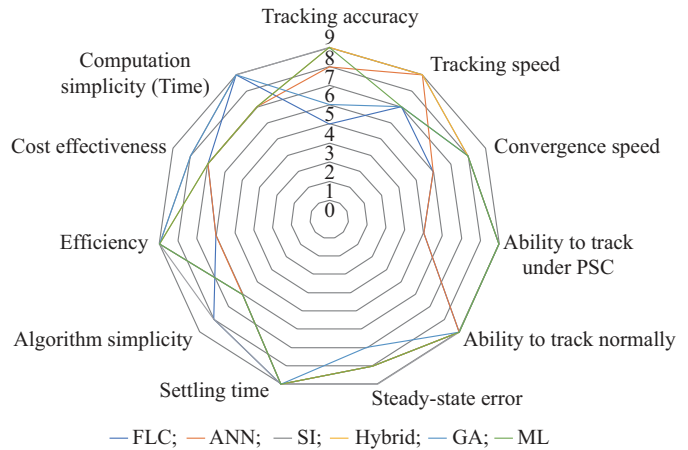 Tracking accuracy
9
8
7
6
5
4
3
2
1
0
Tracking speed
Convergence speed
Ability to track
under PSC
Ability to track normally
Steady-state error
Settling time
Algorithm simplicity
Efficiency
Cost effectiveness
Computation
simplicity (Time)
FLC; ANN; SI; Hybrid; GA; ML